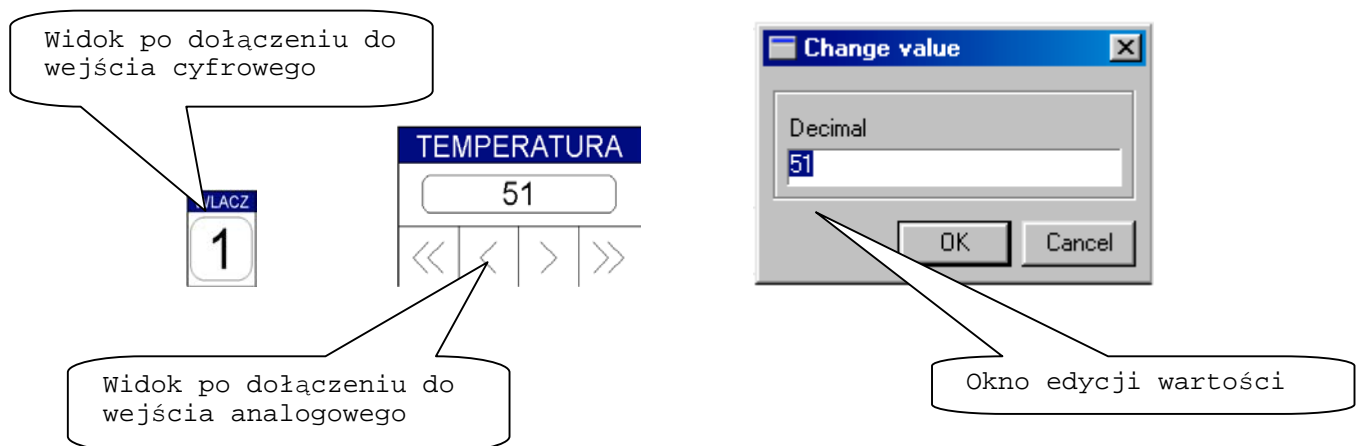 Widok po dołączeniu do
wejścia cyfrowego
WLACZ
1
TEMPERATURA
51
<< < > >>
Widok po dołączeniu do
wejścia analogowego
Change value
Decimal
51
OK Cancel
Okno edycji wartości